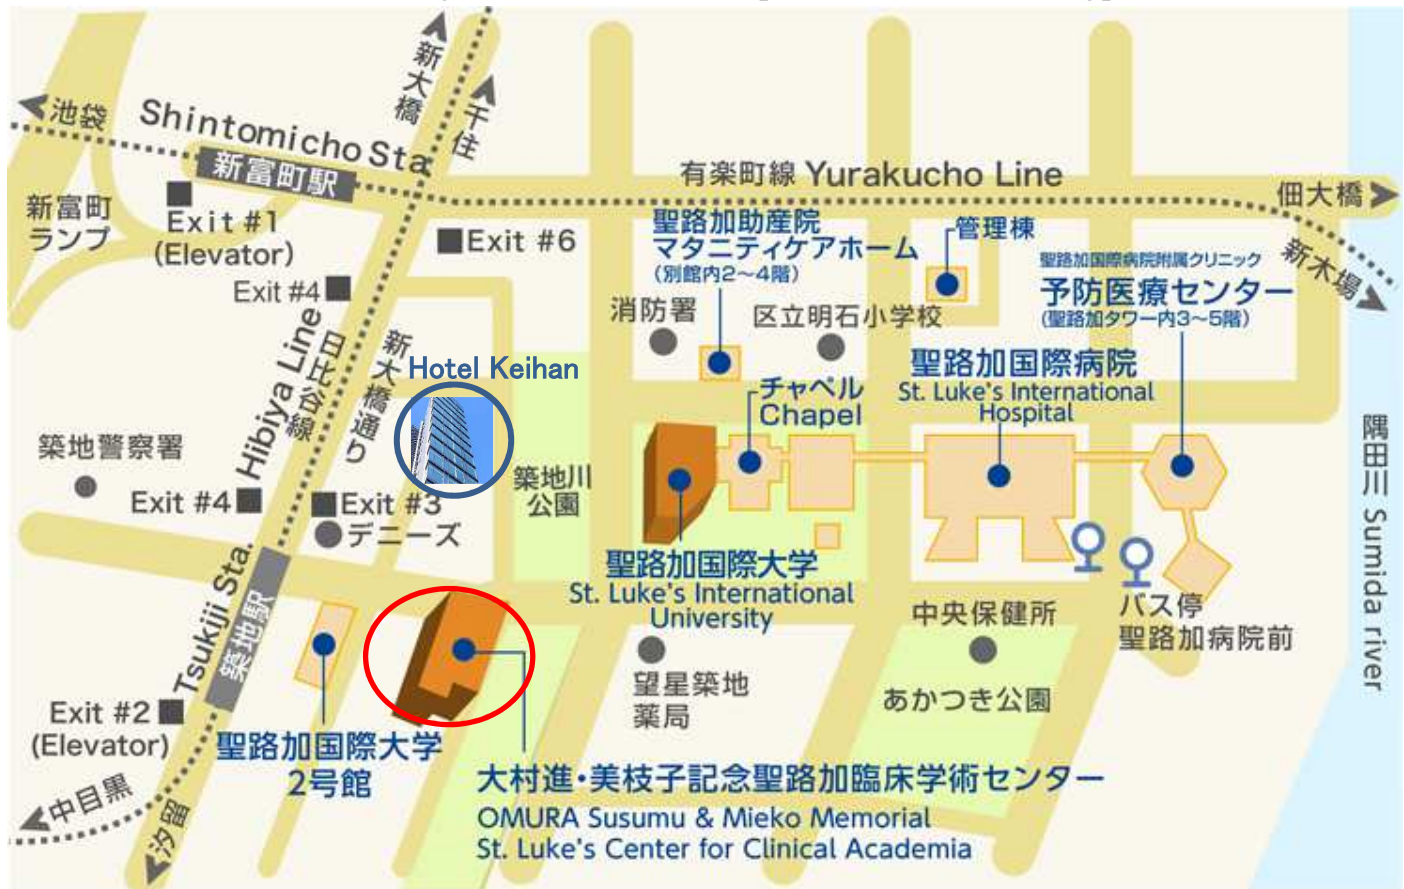 新大橋
千住
池袋
Shintomicho Sta.
新富町駅
有楽町線 Yurakucho Line
佃大橋
新木場
新富町
ランプ
Exit #1
(Elevator)
Exit #6
Exit #4
聖路加助産院
マタニティケアホーム
(別館内2~4階)
管理棟
聖路加国際病院附属クリニック
予防医療センター
(聖路加タワー内3~5階)
消防署
区立明石小学校
Hibiya Line
日比谷線
新大橋通り
Hotel Keihan
チャペル
Chapel
聖路加国際病院
St. Luke's International
Hospital
隅田川 Sumida river
築地警察署
Exit #4
Exit #3
デニーズ
築地川
公園
聖路加国際大学
St. Luke's International
University
Tsukiji Sta.
築地駅
中央保健所
バス停
聖路加病院前
望星築地
薬局
あかつき公園
Exit #2
(Elevator)
聖路加国際大学
2号館
中目黒
汐留
大村進・美枝子記念聖路加臨床学術センター
OMURA Susumu & Mieko Memorial
St. Luke's Center for Clinical Academia